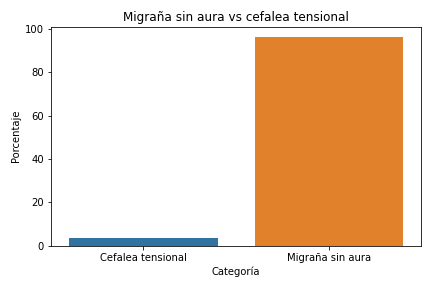 Migraña sin aura vs cefalea tensional
100
80
60
40
20
0
Porcentaje
Cefalea tensional
Migraña sin aura
Categoría